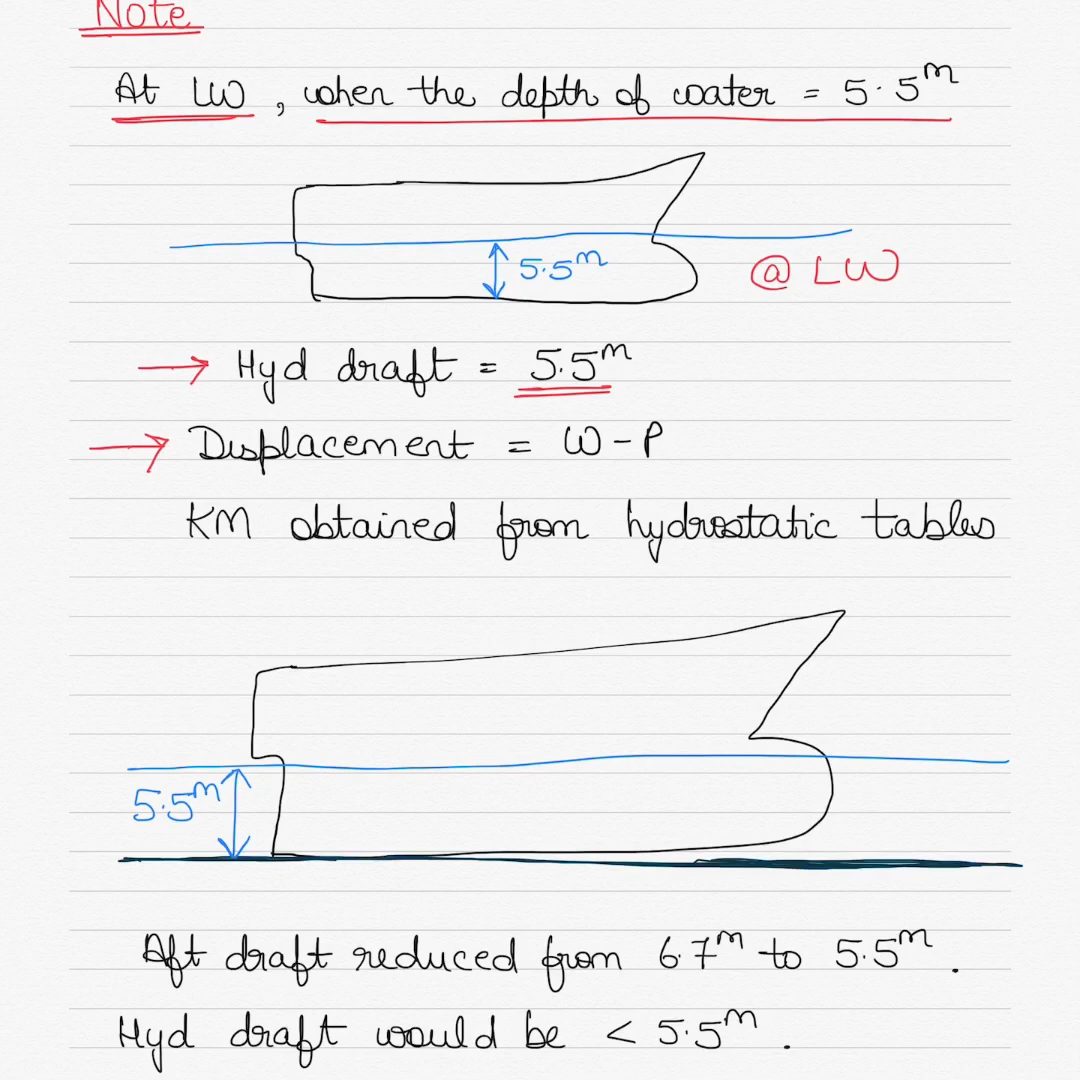 Note
At LW, when the depth of water = 5.5m
5.5m
@ LW
→ Hyd draft = 5.5m
→ Displacement = W-P
KM obtained from hydrostatic tables
5.5m
Aft draft reduced from 6.7m to 5.5m.
Hyd draft would be < 5.5m.